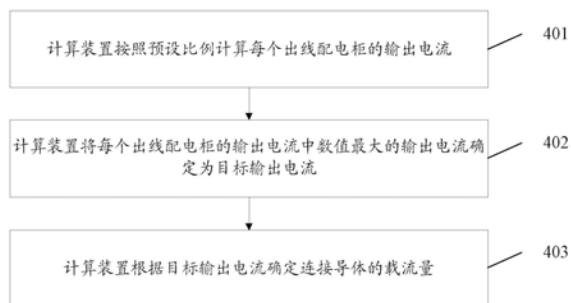 计算装置按照预设比例计算每个出线配电柜的输出电流
401
计算装置将每个出线配电柜的输出电流中数值最大的输出电流确
定为目标输出电流
402
计算装置根据目标输出电流确定连接导体的载流量
403